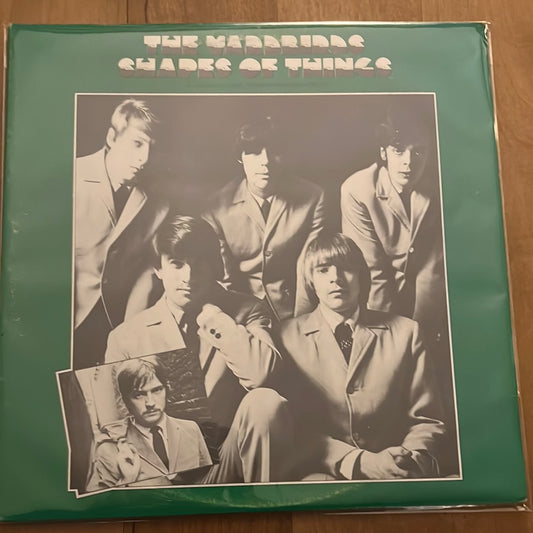 THE YARDBIRDS
SHAPES OF THINGS